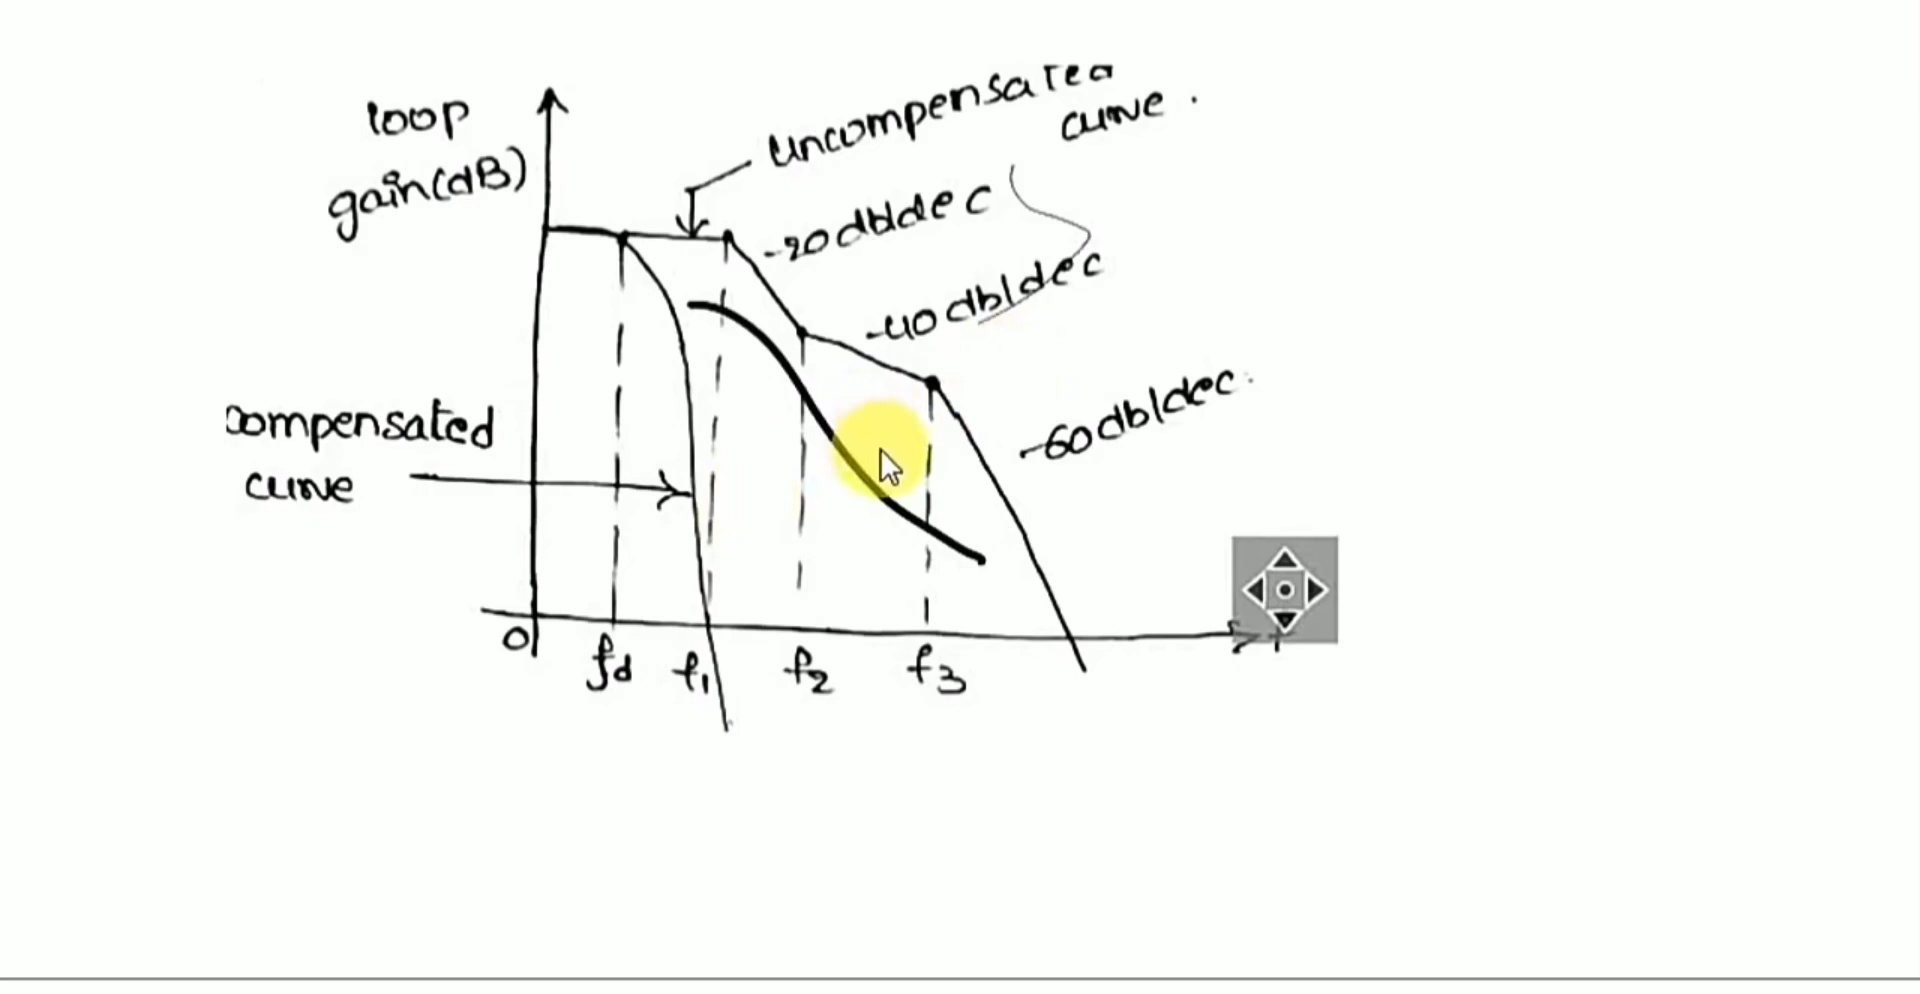 loop
gain(dB)
uncompensated
curve.
-20db/dec
-40db/dec
-60db/dec.
compensated
curve
0
fd
f1
f2
f3